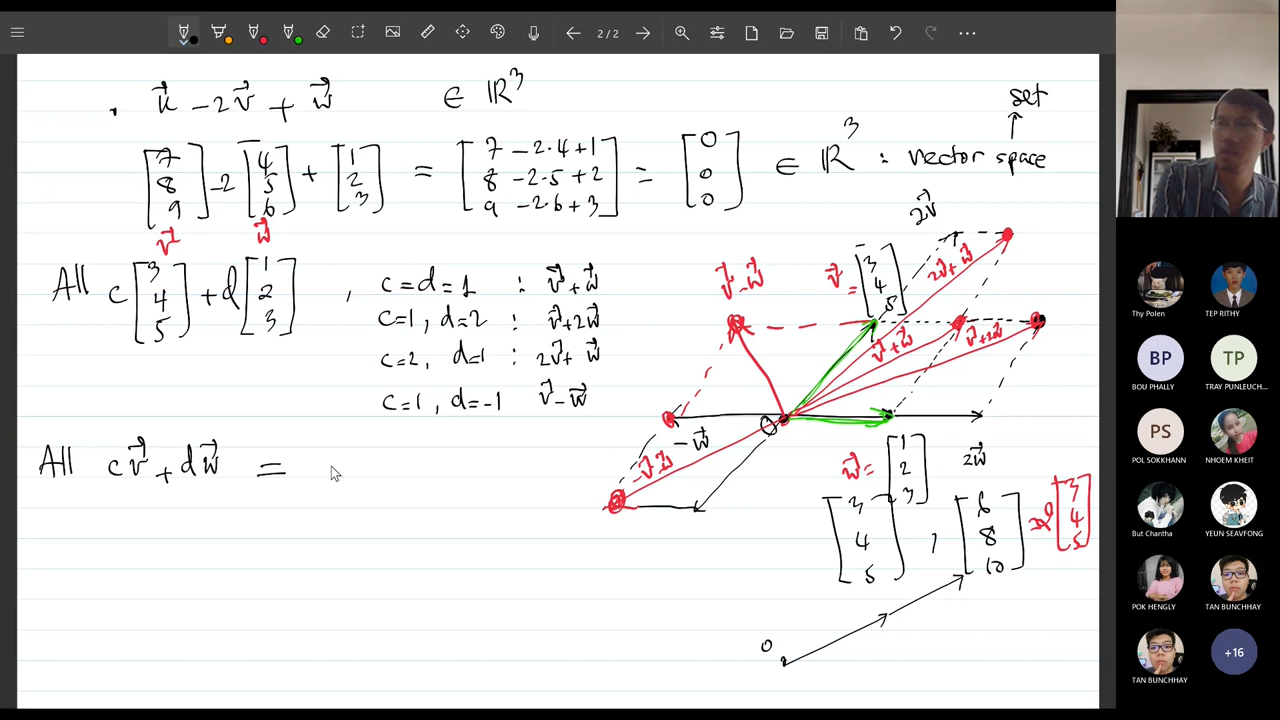 2/2
. u⃗ - 2v⃗ + w⃗ ∈ ℝ³
set
[7 8 9] - 2 [4 5 6] + [1 2 3] = [7 - 2·4 + 1 8 - 2·5 + 2 9 - 2·6 + 3] = [0 0 0] ∈ ℝ³ : vector space
v⃗ w⃗
All c [3 4 5] + d [1 2 3] , c = d = 1 : v⃗ + w⃗
c=1, d=2 : v⃗ + 2w⃗
c=2, d=1 : 2v⃗ + w⃗
c=1, d=-1 v⃗ - w⃗
All cv⃗ + dw⃗ =
2v⃗
v⃗ = [3 4 5]
2v⃗ + w⃗
v⃗ - w⃗
v⃗ + w⃗
v⃗ + 2w⃗
0
-w⃗
-v⃗-w⃗
w⃗ = [1 2 3]
2w⃗
[3 4 5] , [6 8 10] = 2 [3 4 5]
0
Thy Polen
TEP RITHY
BP
TP
BOU PHALLY
TRAY PUNLEUCH...
PS
POL SOKKHANN
NHOEM KHEIT
But Chantha
YEUN SEAVFONG
POK HENGLY
TAN BUNCHHAY
TAN BUNCHHAY
+16